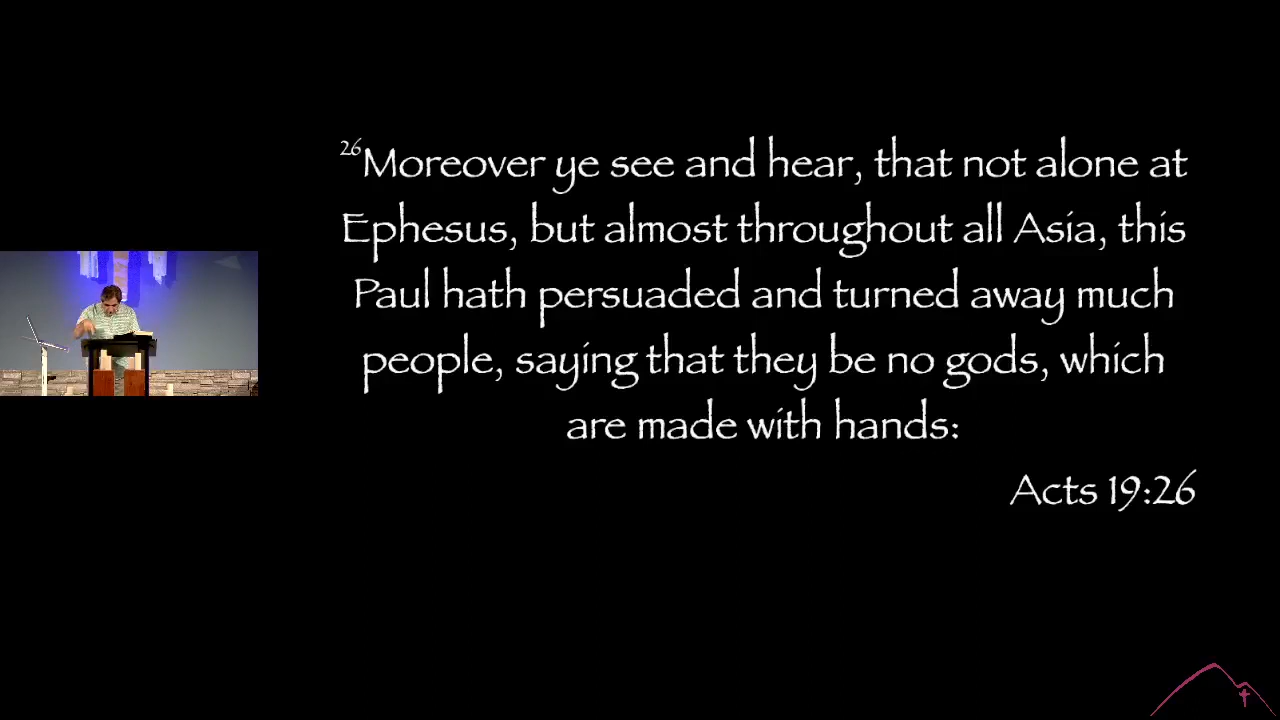 26Moreover ye see and hear, that not alone at
Ephesus, but almost throughout all Asia, this
Paul hath persuaded and turned away much
people, saying that they be no gods, which
are made with hands:
Acts 19:26